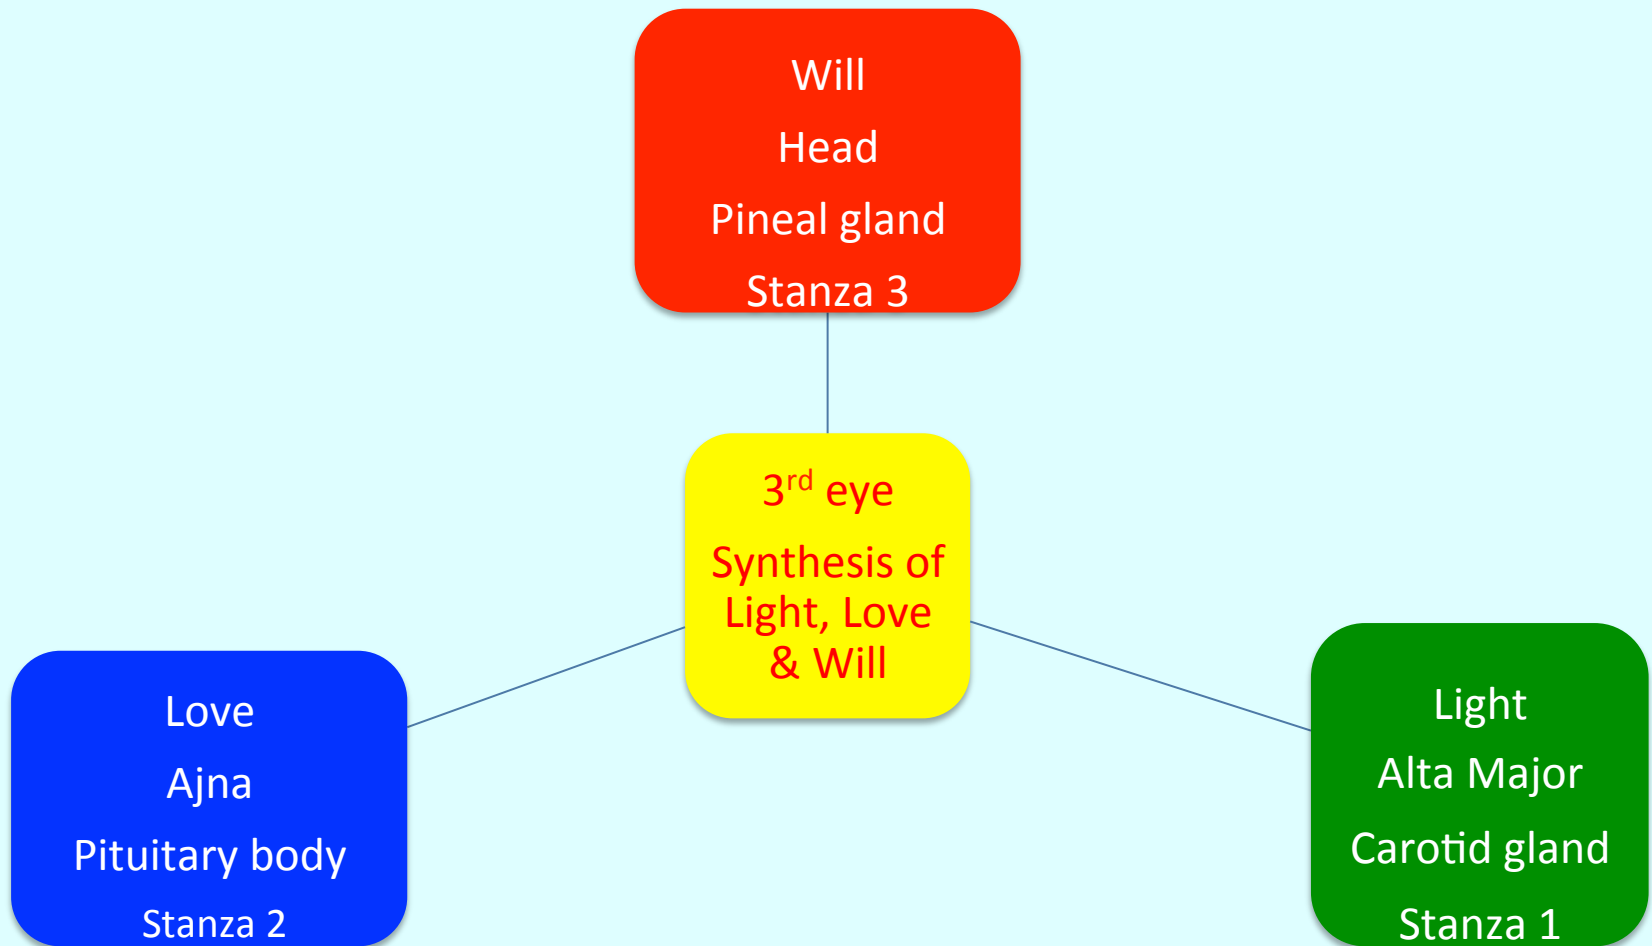 Will
Head
Pineal gland
Stanza 3
3rd eye
Synthesis of
Light, Love
& Will
Love
Ajna
Pituitary body
Stanza 2
Light
Alta Major
Carotid gland
Stanza 1